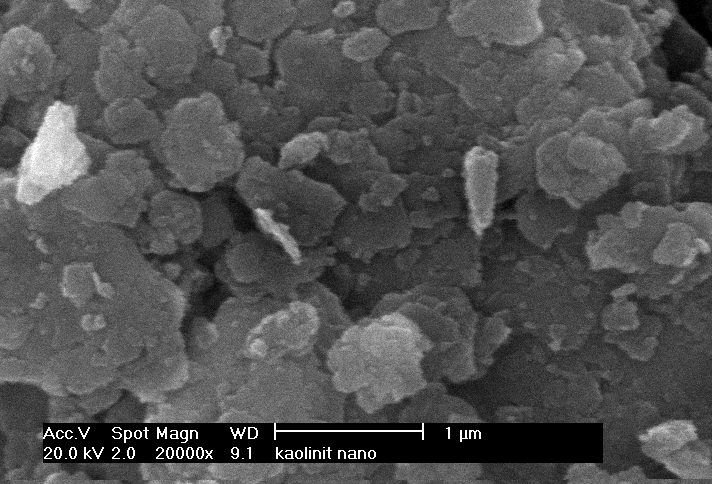 Acc.V Spot Magn WD 1 µm
20.0 kV 2.0 20000x 9.1 kaolinit nano